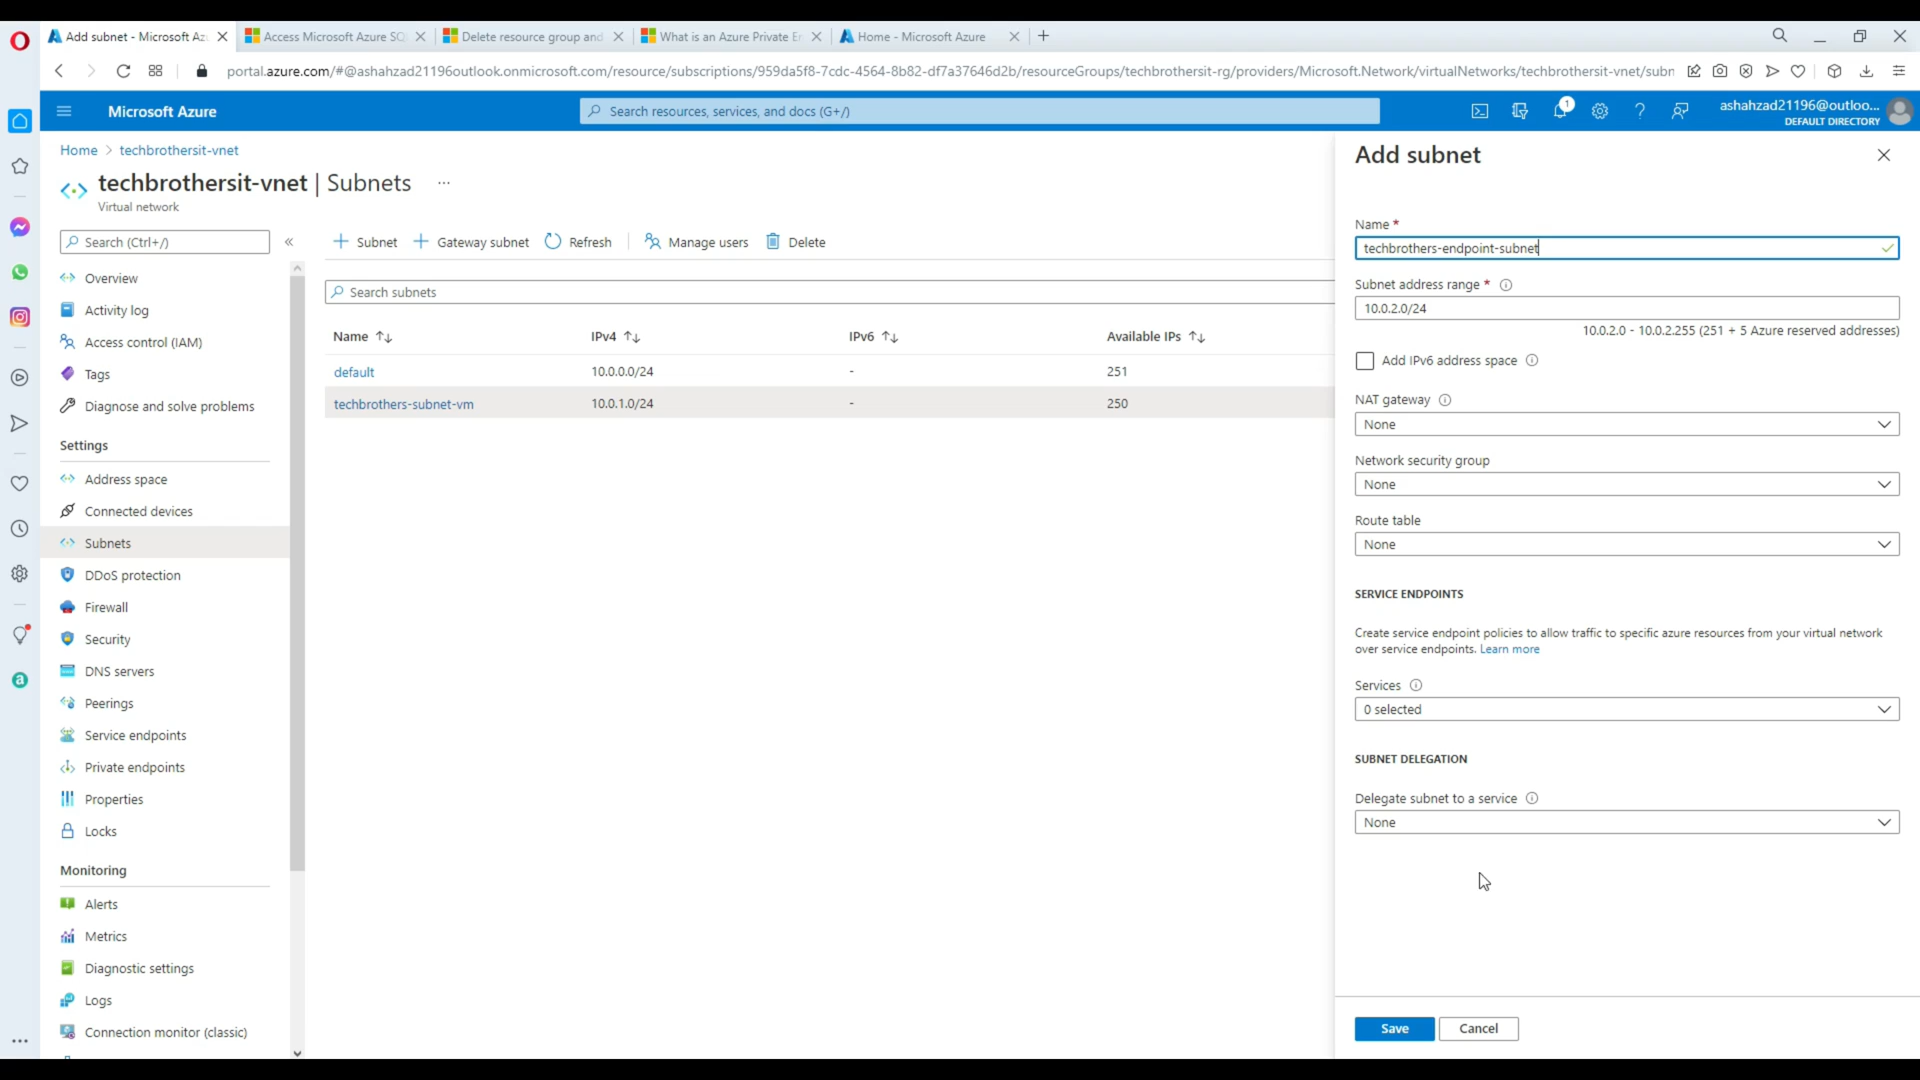 Add subnet - Microsoft Az
Access Microsoft Azure SQ
Delete resource group and
What is an Azure Private E
Home - Microsoft Azure
portal.azure.com/#@ashahzad21196outlook.onmicrosoft.com/resource/subscriptions/959da5f8-7cdc-4564-8b82-df7a37646d2b/resourceGroups/techbrothersit-rg/providers/Microsoft.Network/virtualNetworks/techbrothersit-vnet/subn
Microsoft Azure
Search resources, services, and docs (G+/)
1
ashahzad21196@outloo...
DEFAULT DIRECTORY
Home > techbrothersit-vnet
techbrothersit-vnet | Subnets ...
Virtual network
Search (Ctrl+/)
«
Overview
Activity log
Access control (IAM)
Tags
Diagnose and solve problems
Settings
Address space
Connected devices
Subnets
DDoS protection
Firewall
Security
DNS servers
Peerings
Service endpoints
Private endpoints
Properties
Locks
Monitoring
Alerts
Metrics
Diagnostic settings
Logs
Connection monitor (classic)
+ Subnet + Gateway subnet Refresh Manage users Delete
Search subnets
Name ↑↓ IPv4 ↑↓ IPv6 ↑↓ Available IPs ↑↓
default 10.0.0.0/24 - 251
techbrothers-subnet-vm 10.0.1.0/24 - 250
Add subnet
Name *
techbrothers-endpoint-subnet
Subnet address range *
10.0.2.0/24
10.0.2.0 - 10.0.2.255 (251 + 5 Azure reserved addresses)
Add IPv6 address space
NAT gateway
None
Network security group
None
Route table
None
SERVICE ENDPOINTS
Create service endpoint policies to allow traffic to specific azure resources from your virtual network
over service endpoints. Learn more
Services
0 selected
SUBNET DELEGATION
Delegate subnet to a service
None
Save
Cancel